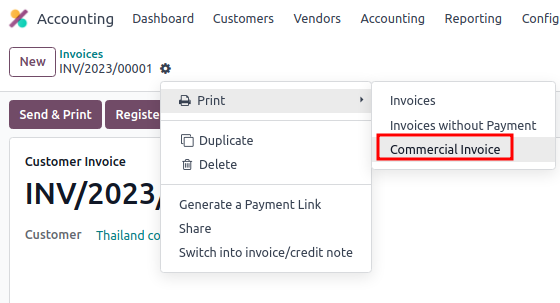 Accounting Dashboard Customers Vendors Accounting Reporting Config
New Invoices
INV/2023/00001
Print
Invoices
Invoices without Payment
Commercial Invoice
Send & Print Registe
Duplicate
Delete
Customer Invoice
INV/2023/
Generate a Payment Link
Share
Customer Thailand co
Switch into invoice/credit note